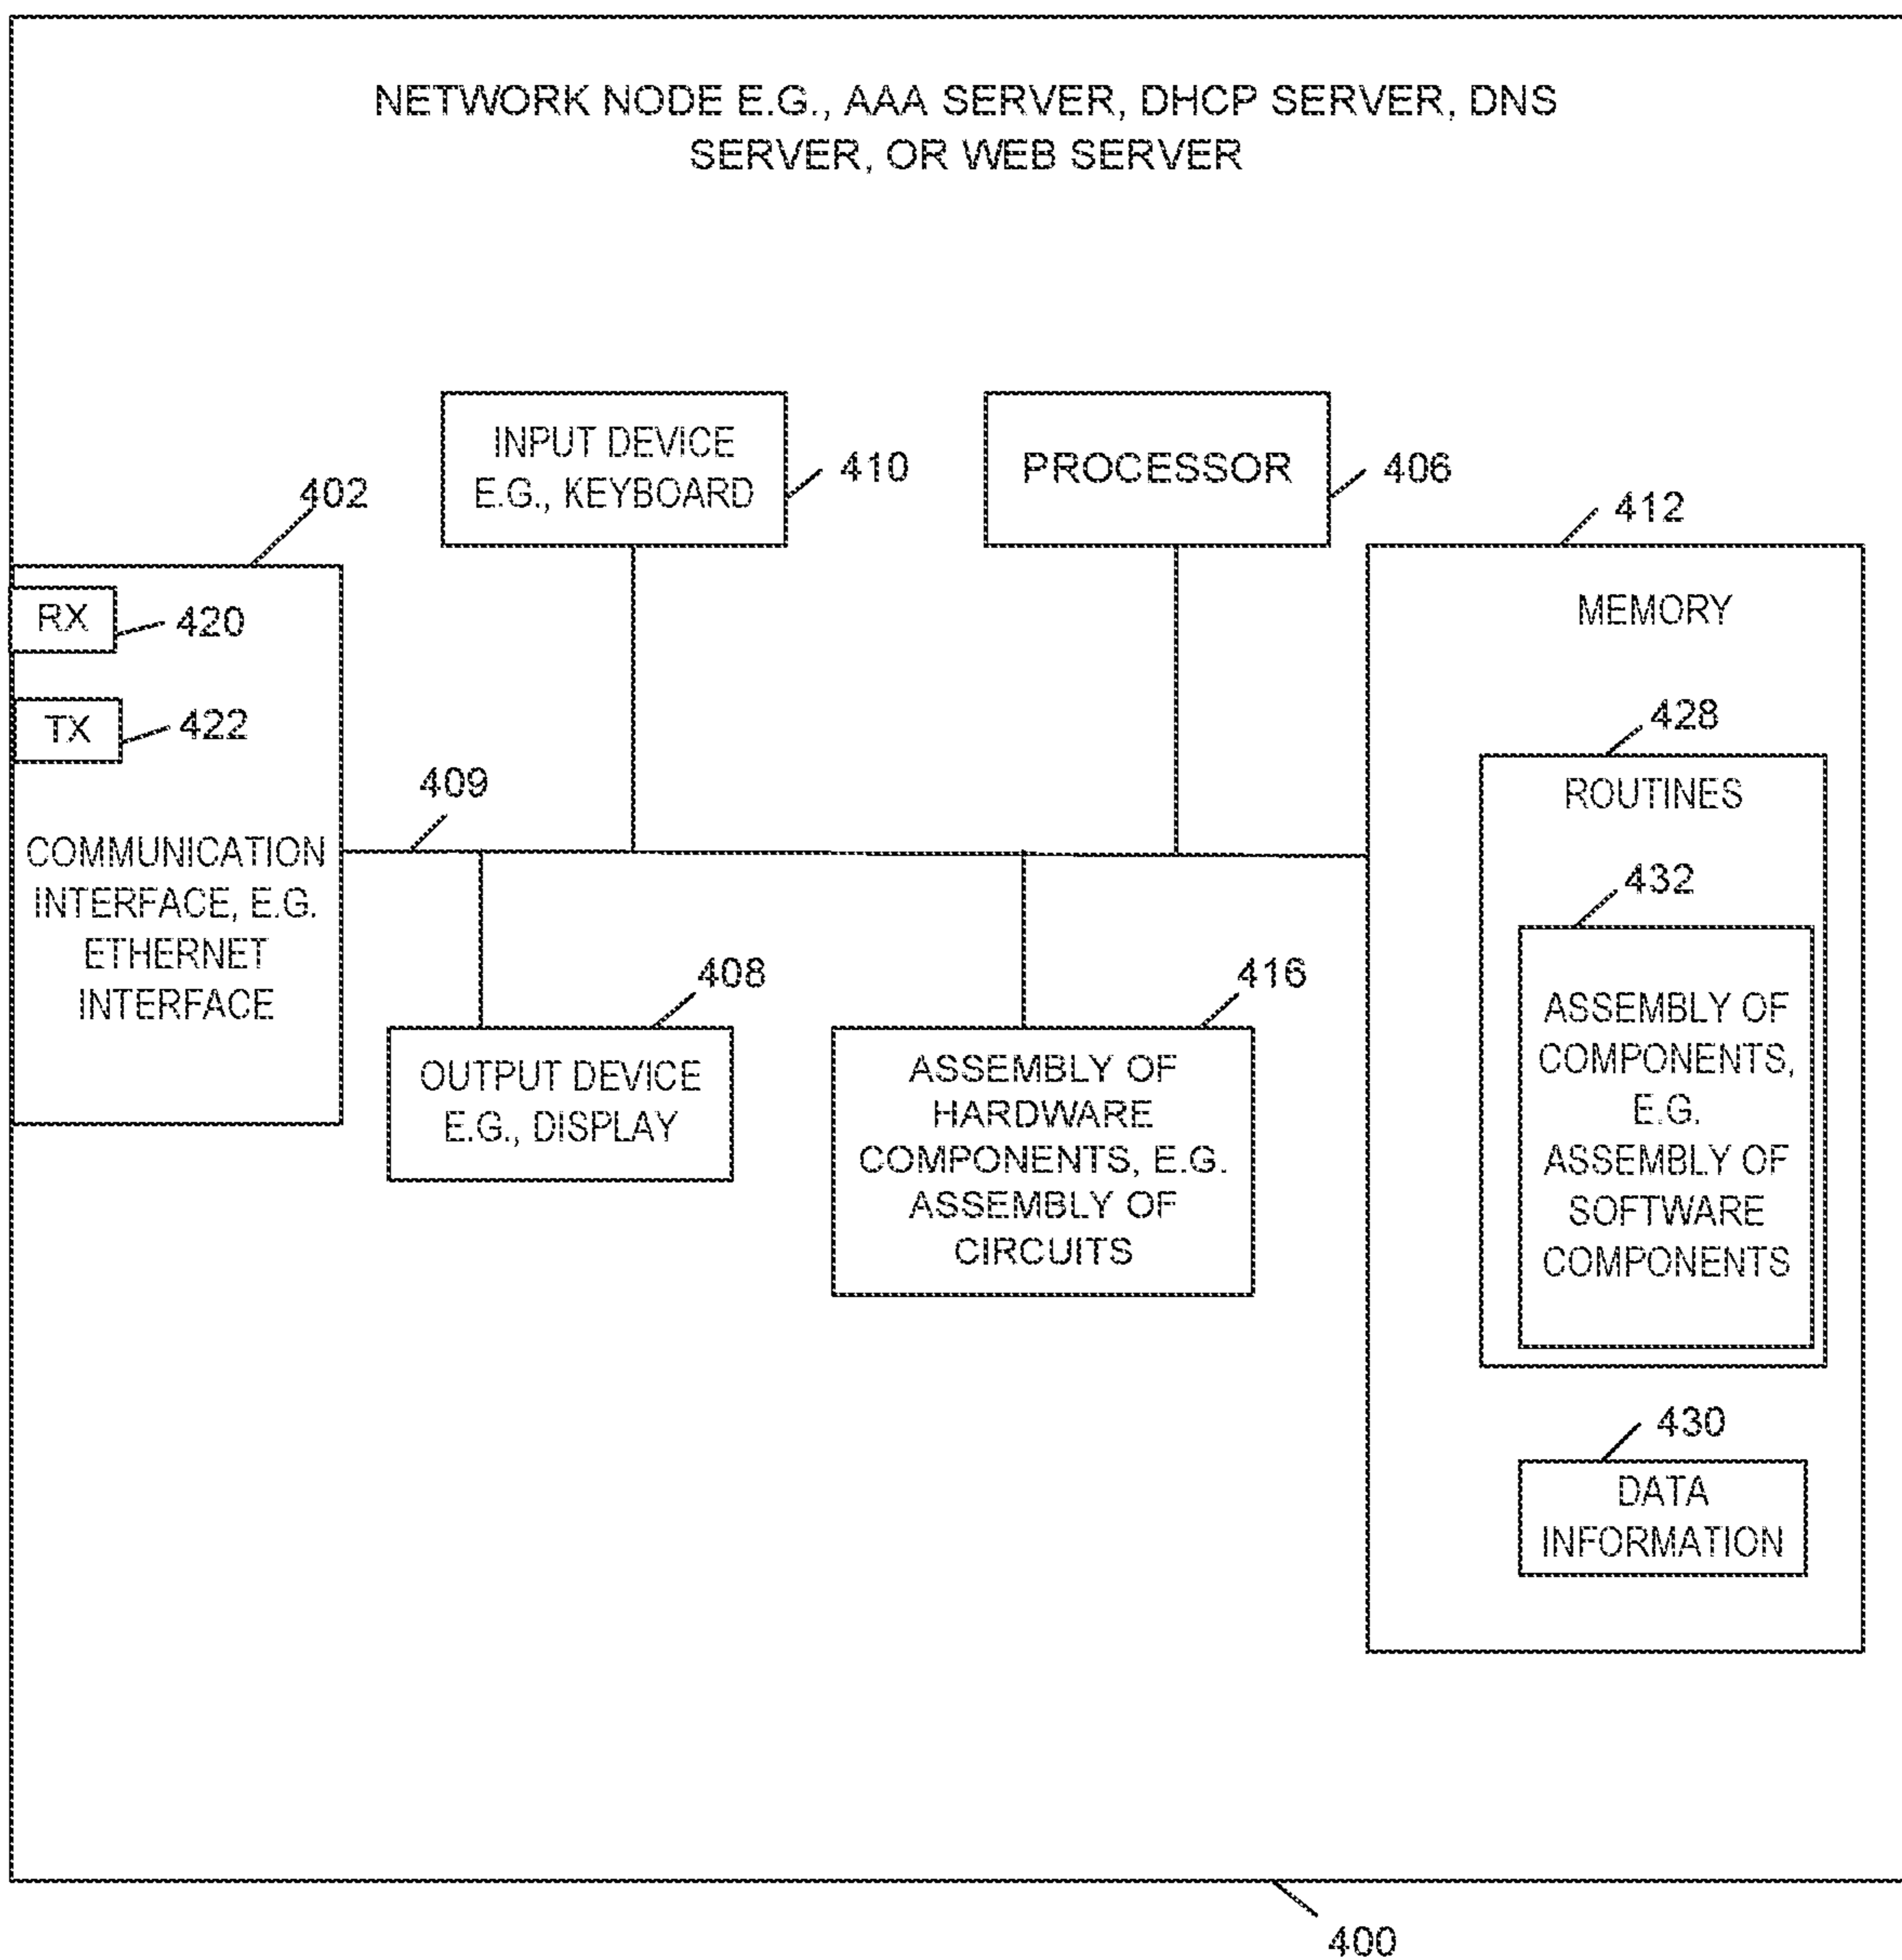 NETWORK NODE E.G., AAA SERVER, DHCP SERVER, DNS
SERVER, OR WEB SERVER
INPUT DEVICE
E.G., KEYBOARD
410
PROCESSOR
406
402
412
RX
420
TX
422
COMMUNICATION
INTERFACE, E.G.
ETHERNET
INTERFACE
409
MEMORY
428
ROUTINES
432
ASSEMBLY OF
COMPONENTS,
E.G.
ASSEMBLY OF
SOFTWARE
COMPONENTS
408
OUTPUT DEVICE
E.G., DISPLAY
416
ASSEMBLY OF
HARDWARE
COMPONENTS, E.G.
ASSEMBLY OF
CIRCUITS
430
DATA
INFORMATION
400